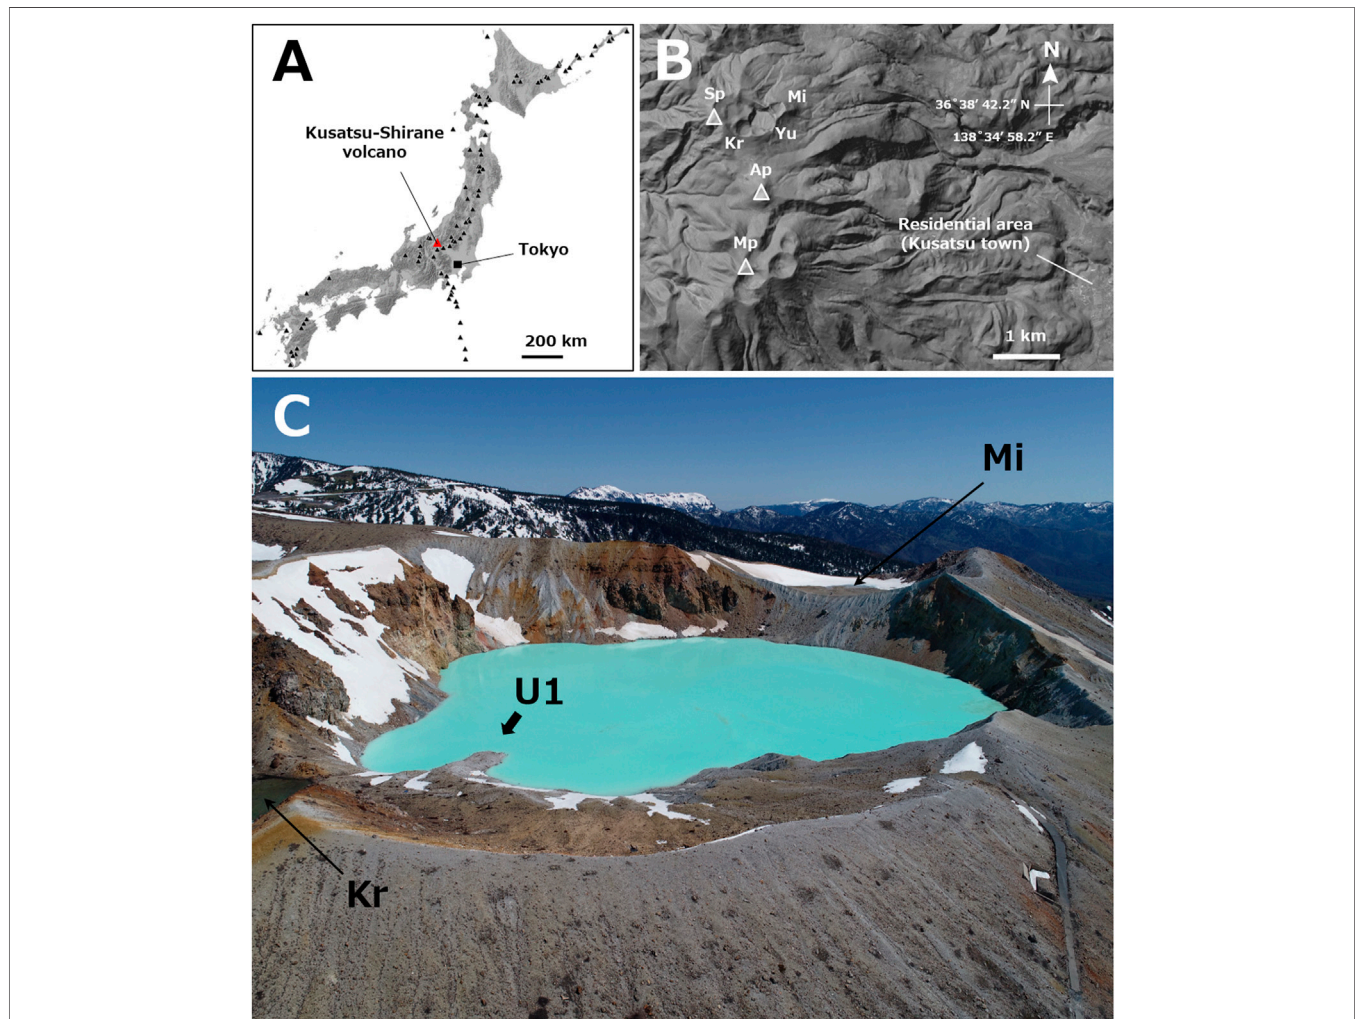 A
Kusatsu-Shirane
volcano
Tokyo
200 km
B
N
36°38′ 42.2″ N
138°34′ 58.2″ E
Sp
Mi
Kr
Yu
Ap
Mp
Residential area
(Kusatsu town)
1 km
C
Mi
U1
Kr